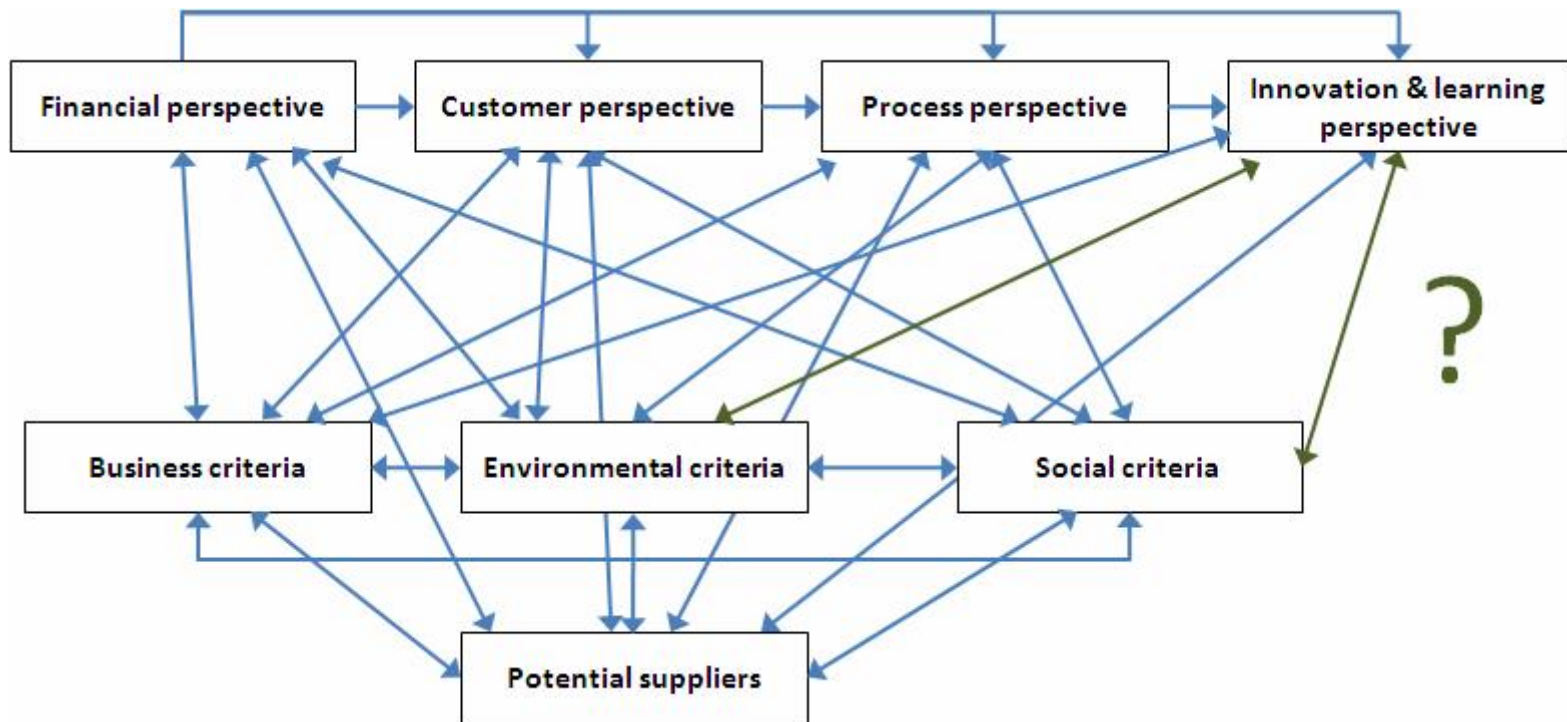 Financial perspective
Customer perspective
Process perspective
Innovation & learning
perspective
?
Business criteria
Environmental criteria
Social criteria
Potential suppliers